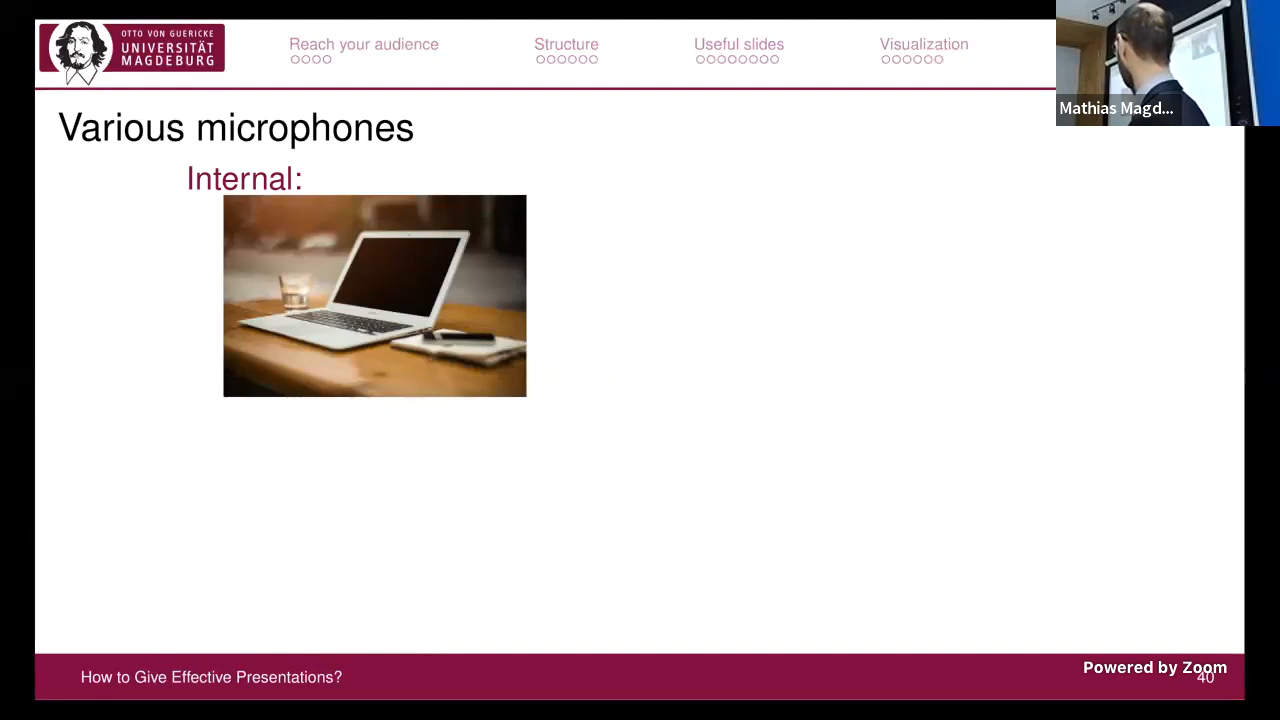 OTTO VON GUERICKE
UNIVERSITÄT
MAGDEBURG
Reach your audience
Structure
Useful slides
Visualization
Mathias Magd...
Various microphones
Internal:
How to Give Effective Presentations?
Powered by Zoom
40